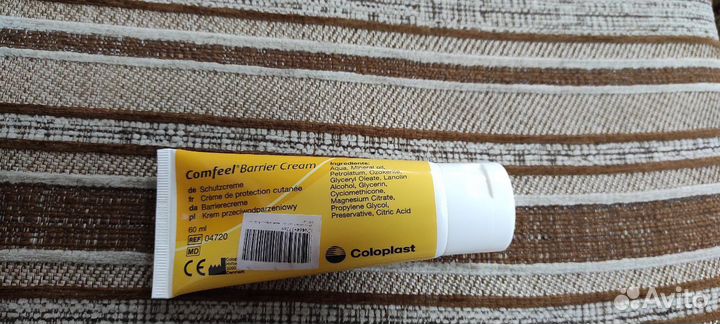 Comfeel® Barrier Cream
de Schutzcreme
fr Crème de protection cutanée
da Barrierecreme
pl Krem przeciwodparzeniowy
60 ml
REF 04720
MD
CE
Ingredients:
Aqua, Mineral oil,
Petrolatum, Ozokerite,
Glyceryl Oleate, Lanolin
Alcohol, Glycerin,
Cyclomethicone,
Magnesium Citrate,
Propylene Glycol,
Preservative, Citric Acid
Coloplast
Avito